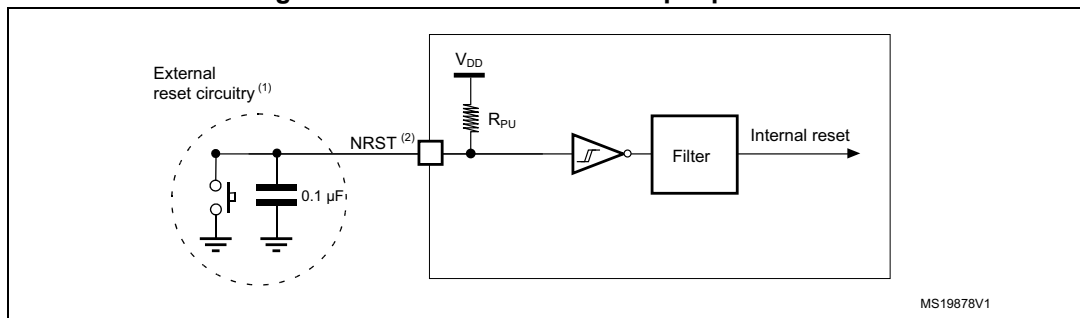 External
reset circuitry (1)
V_DD
R_PU
NRST (2)
0.1 µF
Filter
Internal reset
MS19878V1